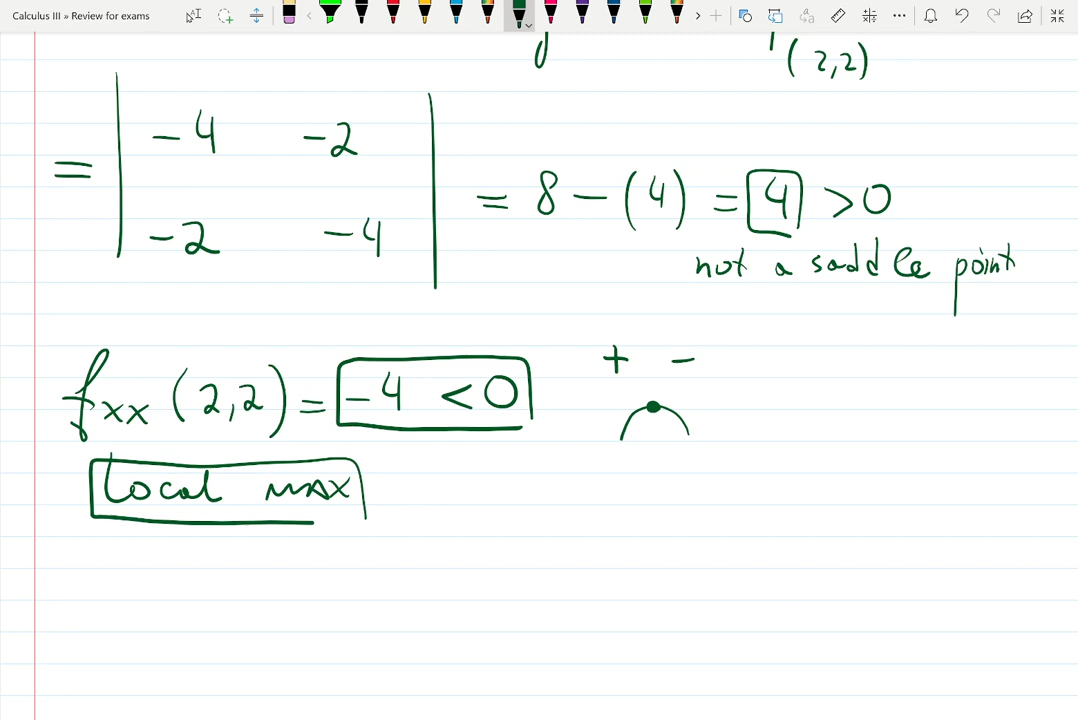 Calculus III » Review for exams
(2,2)
= | -4 -2 |
| -2 -4 | = 8 - (4) = 4 > 0
not a saddle point
fxx (2,2) = -4 < 0 + -
Local max